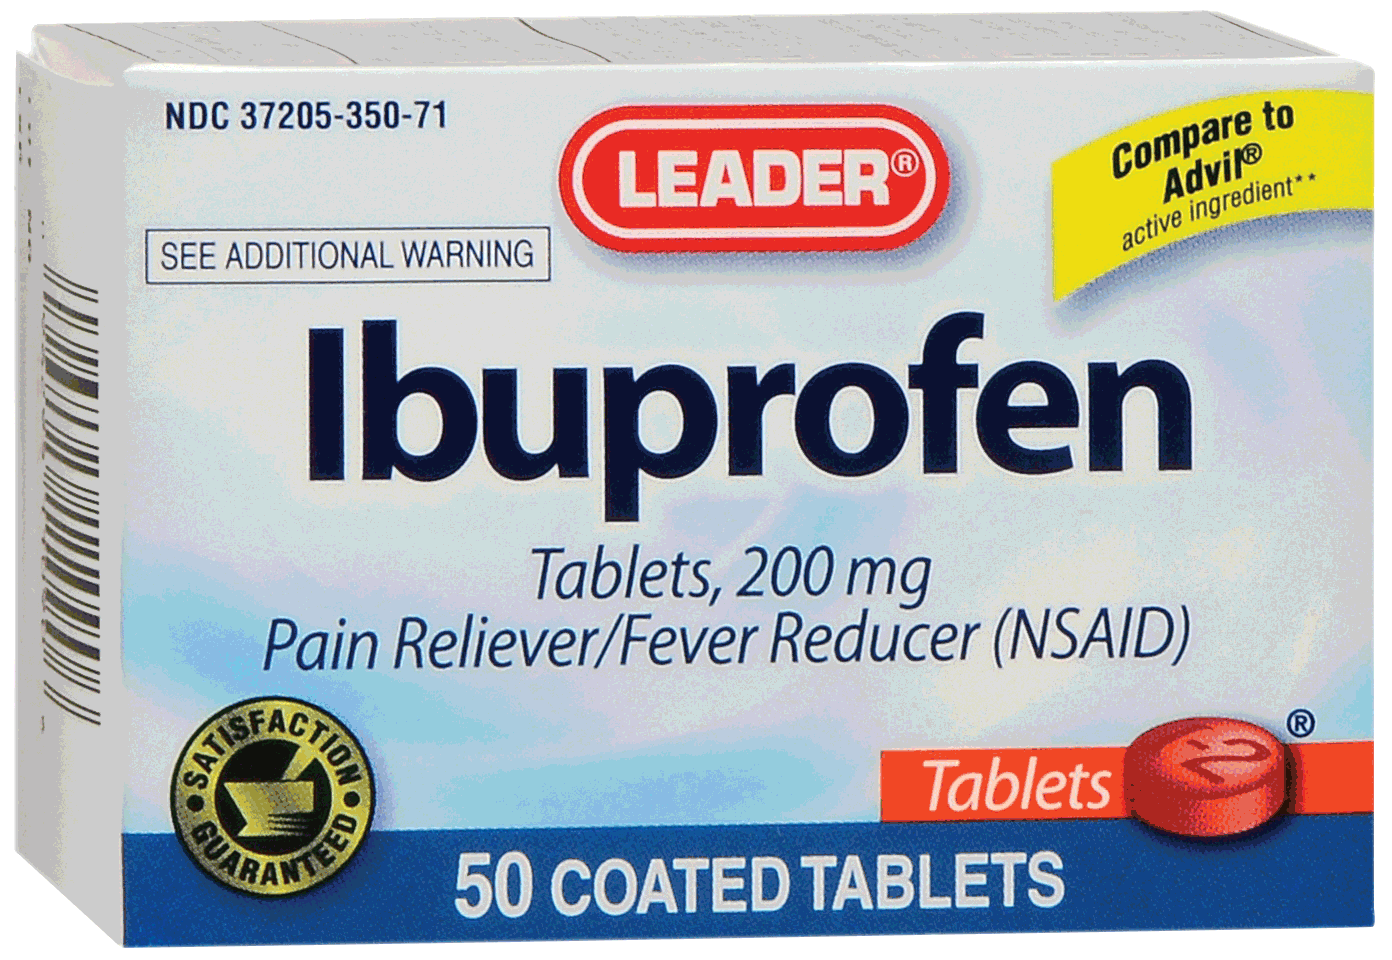 NDC 37205-350-71
LEADER®
Compare to
Advil®
active ingredient**
SEE ADDITIONAL WARNING
Ibuprofen
Tablets, 200 mg
Pain Reliever/Fever Reducer (NSAID)
SATISFACTION
GUARANTEED
Tablets
®
50 COATED TABLETS